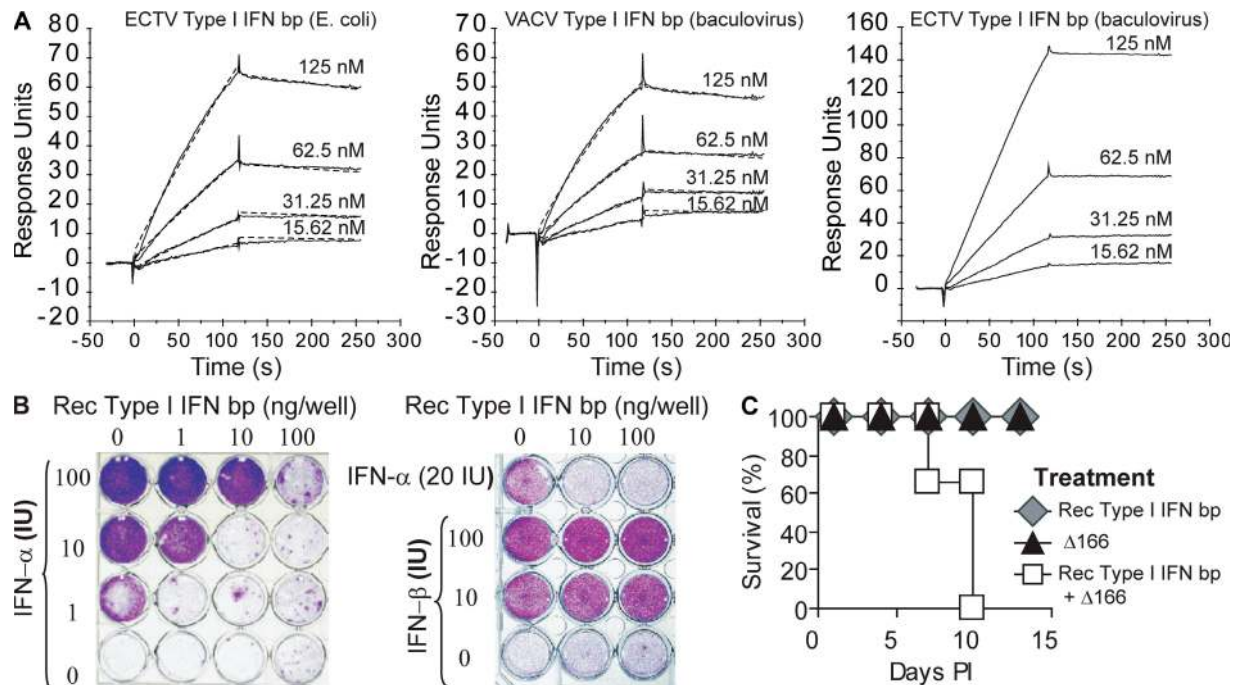 A
ECTV Type I IFN bp (E. coli)
Response Units
80
70
60
50
40
30
20
10
0
-10
-20
125 nM
62.5 nM
31.25 nM
15.62 nM
-50 0 50 100 150 200 250 300
Time (s)
VACV Type I IFN bp (baculovirus)
Response Units
70
60
50
40
30
20
10
0
-10
-20
-30
125 nM
62.5 nM
31.25 nM
15.62 nM
-50 0 50 100 150 200 250 300
Time (s)
ECTV Type I IFN bp (baculovirus)
Response Units
160
140
120
100
80
60
40
20
0
-20
125 nM
62.5 nM
31.25 nM
15.62 nM
-50 0 50 100 150 200 250 300
Time (s)
B
Rec Type I IFN bp (ng/well)
0 1 10 100
IFN-α (IU)
100
10
1
0
Rec Type I IFN bp (ng/well)
0 10 100
IFN-α (20 IU)
IFN-β (IU)
100
10
0
C
Survival (%)
100
80
60
40
20
0
0 5 10 15
Days PI
Treatment
Rec Type I IFN bp
Δ166
Rec Type I IFN bp
+ Δ166